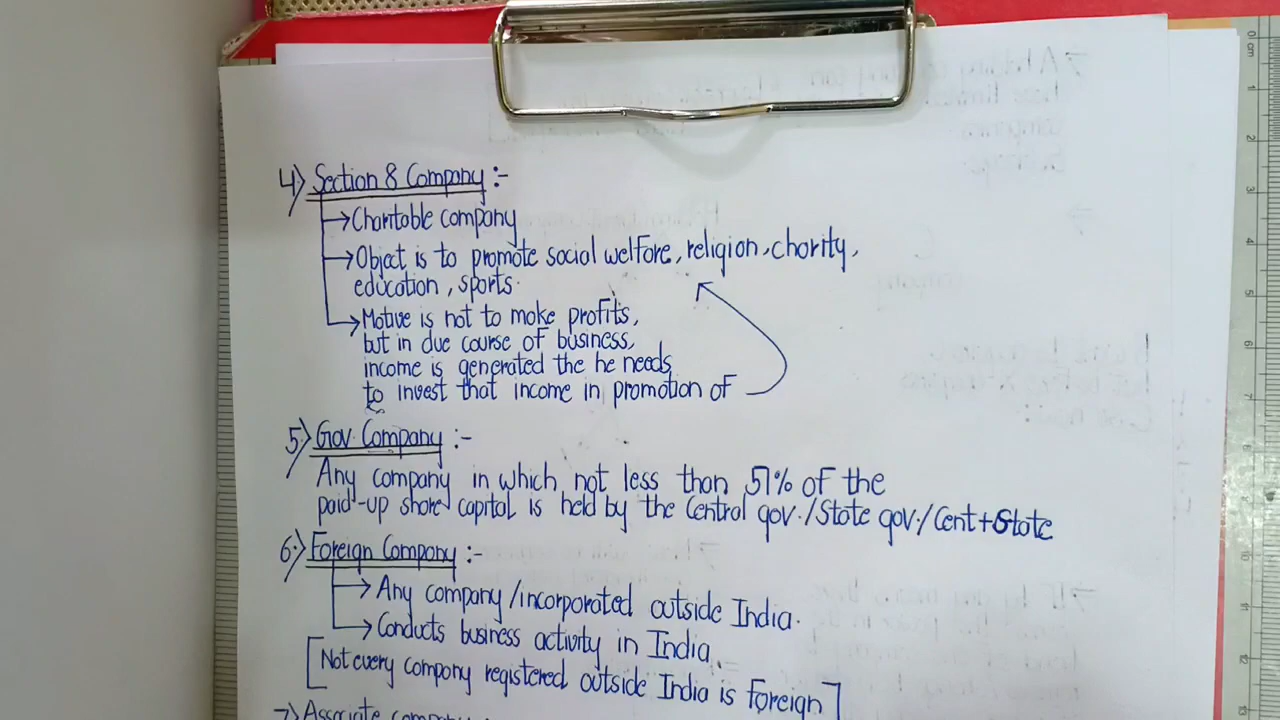 4) Section 8 Company :-
→ Charitable company
→ Object is to promote social welfare, religion, charity,
education, sports.
→ Motive is not to make profits,
but in due course of business,
income is generated the he needs
to invest that income in promotion of
5) Gov. Company :-
Any company in which not less than 51% of the
paid-up share capital is held by the Central gov./State gov./Cent+State
6) Foreign Company :-
→ Any company/incorporated outside India.
→ Conducts business activity in India.
[Not every company registered outside India is foreign]
7) Associate company